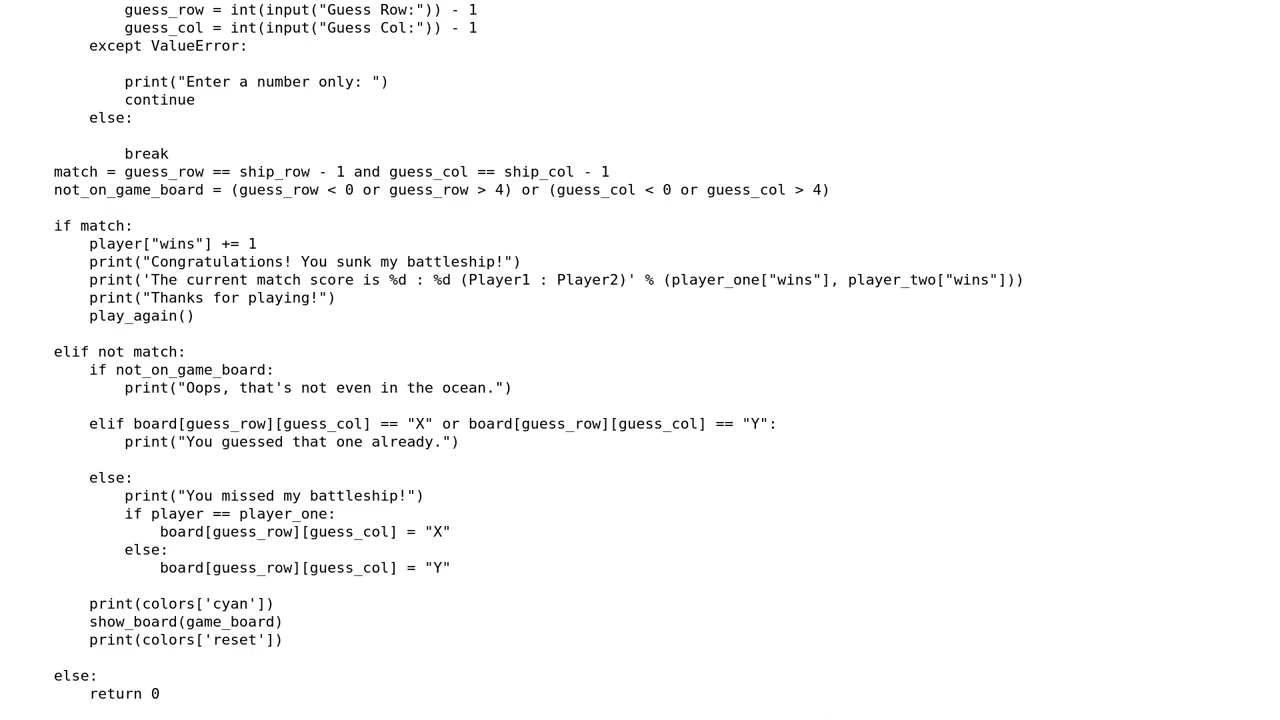 guess_row = int(input("Guess Row:")) - 1
guess_col = int(input("Guess Col:")) - 1
except ValueError:
print("Enter a number only: ")
continue
else:
break
match = guess_row == ship_row - 1 and guess_col == ship_col - 1
not_on_game_board = (guess_row < 0 or guess_row > 4) or (guess_col < 0 or guess_col > 4)
if match:
player["wins"] += 1
print("Congratulations! You sunk my battleship!")
print('The current match score is %d : %d (Player1 : Player2)' % (player_one["wins"], player_two["wins"]))
print("Thanks for playing!")
play_again()
elif not match:
if not_on_game_board:
print("Oops, that's not even in the ocean.")
elif board[guess_row][guess_col] == "X" or board[guess_row][guess_col] == "Y":
print("You guessed that one already.")
else:
print("You missed my battleship!")
if player == player_one:
board[guess_row][guess_col] = "X"
else:
board[guess_row][guess_col] = "Y"
print(colors['cyan'])
show_board(game_board)
print(colors['reset'])
else:
return 0